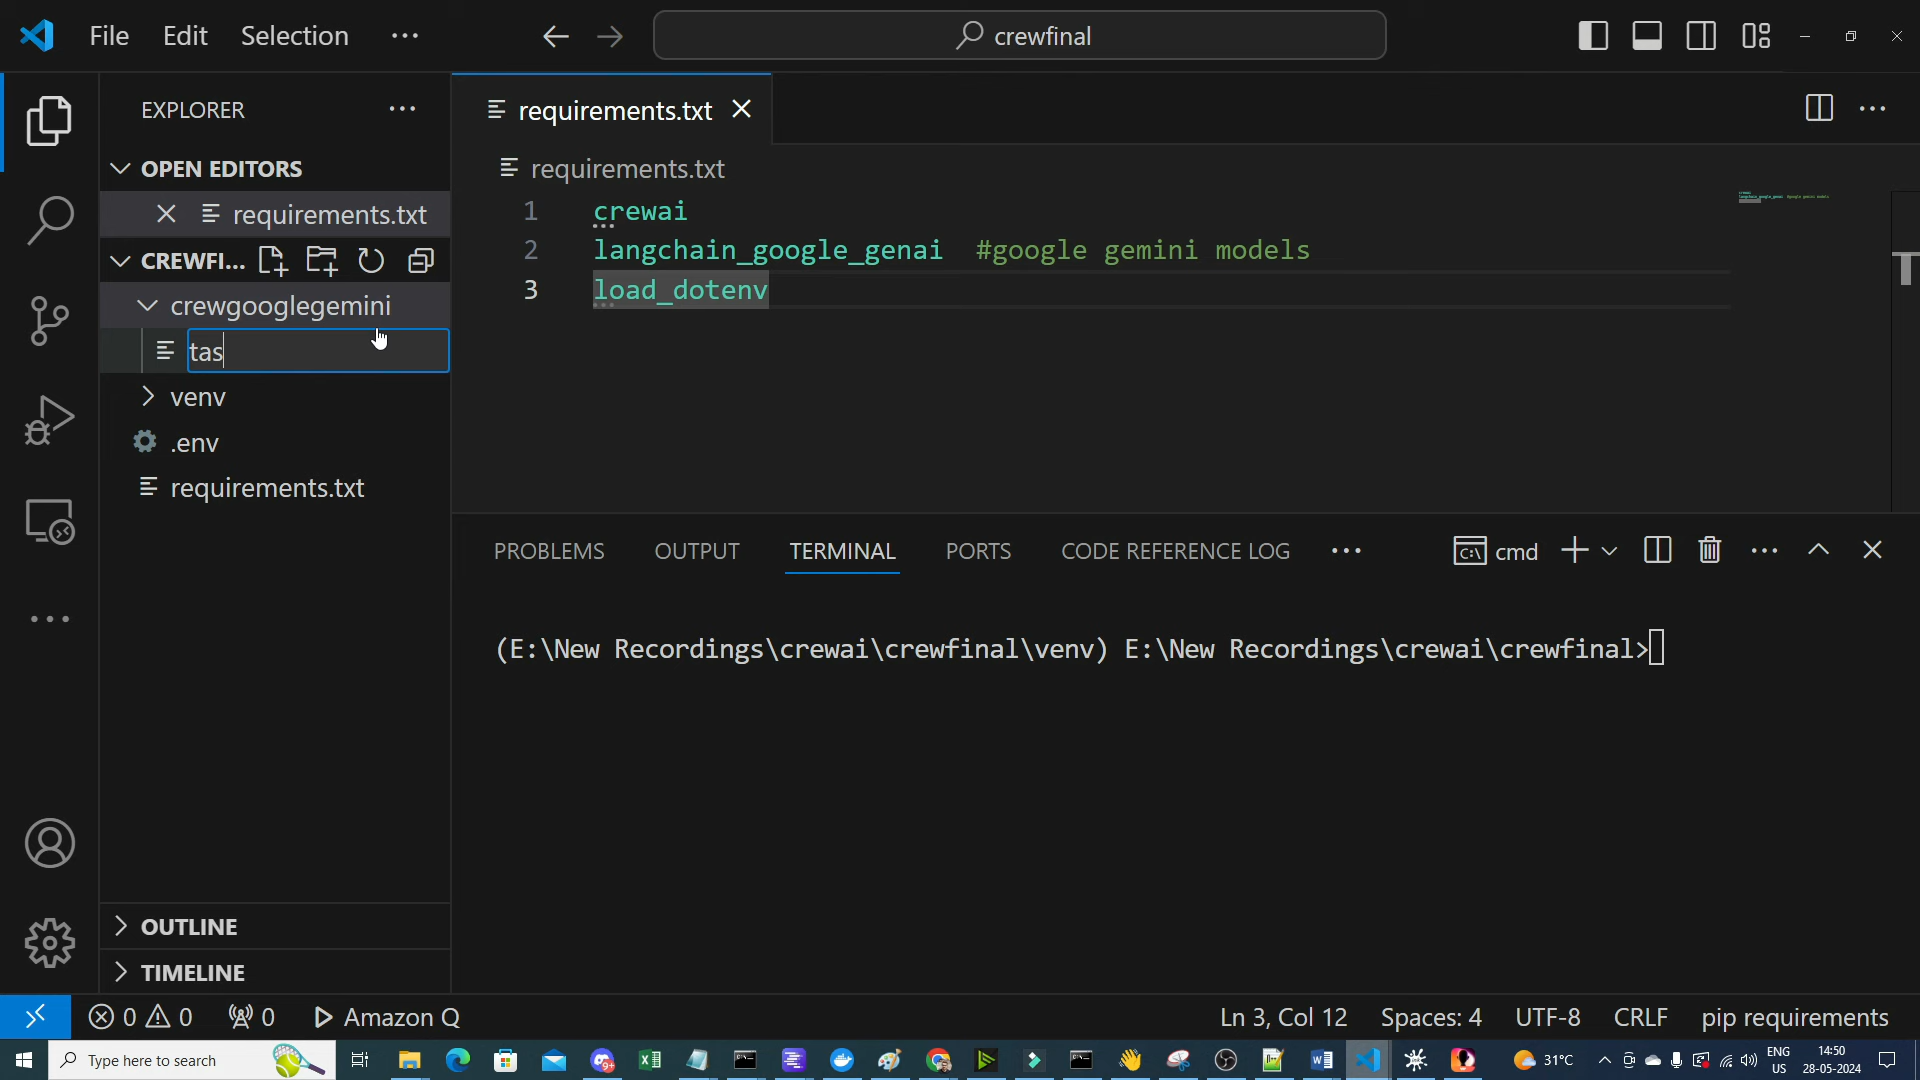 File Edit Selection ···
crewfinal
EXPLORER ···
OPEN EDITORS
requirements.txt
CREWFI...
crewgooglegemini
tas
venv
.env
requirements.txt
OUTLINE
TIMELINE
requirements.txt
requirements.txt
1 crewai
2 langchain_google_genai #google gemini models
3 load_dotenv
PROBLEMS OUTPUT TERMINAL PORTS CODE REFERENCE LOG ··· cmd
(E:\New Recordings\crewai\crewfinal\venv) E:\New Recordings\crewai\crewfinal>
0 0 0 Amazon Q Ln 3, Col 12 Spaces: 4 UTF-8 CRLF pip requirements
Type here to search
31°C
ENG
US
14:50
28-05-2024